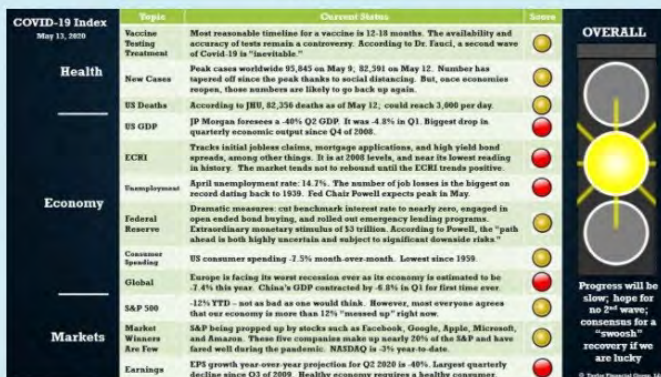 COVID-19 Index
May 13, 2020
Topic
Current Status
Score
Health
Vaccine
Testing
Treatment
Most reasonable timeline for a vaccine is 12-18 months. The availability and
accuracy of tests remain a controversy. According to Dr. Fauci, a second wave
of Covid-19 is "inevitable."
New Cases
Peak cases worldwide 95,845 on May 9; 82,591 on May 12. Number has
tapered off since the peak thanks to social distancing. But, once economies
reopen, those numbers are likely to go back up again.
US Deaths
According to JHU, 82,356 deaths as of May 12; could reach 3,000 per day.
Economy
US GDP
JP Morgan foresees a -40% Q2 GDP. It was -4.8% in Q1. Biggest drop in
quarterly economic output since Q4 of 2008.
ECRI
Tracks initial jobless claims, mortgage applications, and high yield bond
spreads, among other things. It is at 2008 levels, and near its lowest reading
in history. The market tends not to rebound until the ECRI trends positive.
Unemployment
April unemployment rate: 14.7%. The number of job losses is the biggest on
record dating back to 1939. Fed Chair Powell expects peak in May.
Federal
Reserve
Dramatic measures: cut benchmark interest rate to nearly zero, engaged in
open ended bond buying, and rolled out emergency lending programs.
Extraordinary monetary stimulus of $3 trillion. According to Powell, the "path
ahead is both highly uncertain and subject to significant downside risks"
Consumer
Spending
US consumer spending -7.5% month-over-month. Lowest since 1959.
Global
Europe is facing its worst recession ever as its economy is estimated to be
-7.4% this year. China's GDP contracted by -6.8% in Q1 for first time ever.
Markets
S&P 500
-12% YTD – not as bad as one would think. However, most everyone agrees
that our economy is more than 12% "messed up" right now.
Market
Winners
Are Few
S&P being propped up by stocks such as Facebook, Google, Apple, Microsoft,
and Amazon. These five companies make up nearly 20% of the S&P and have
fared well during the pandemic. NASDAQ is -3% year-to-date.
Earnings
EPS growth year-over-year projection for Q2 2020 is -40%. Largest quarterly
decline since Q3 of 2009. Healthy economy requires a healthy consumer.
OVERALL
Progress will be
slow; hope for
no 2nd wave;
consensus for a
"swoosh"
recovery if we
are lucky
© Taylor Financial Group,